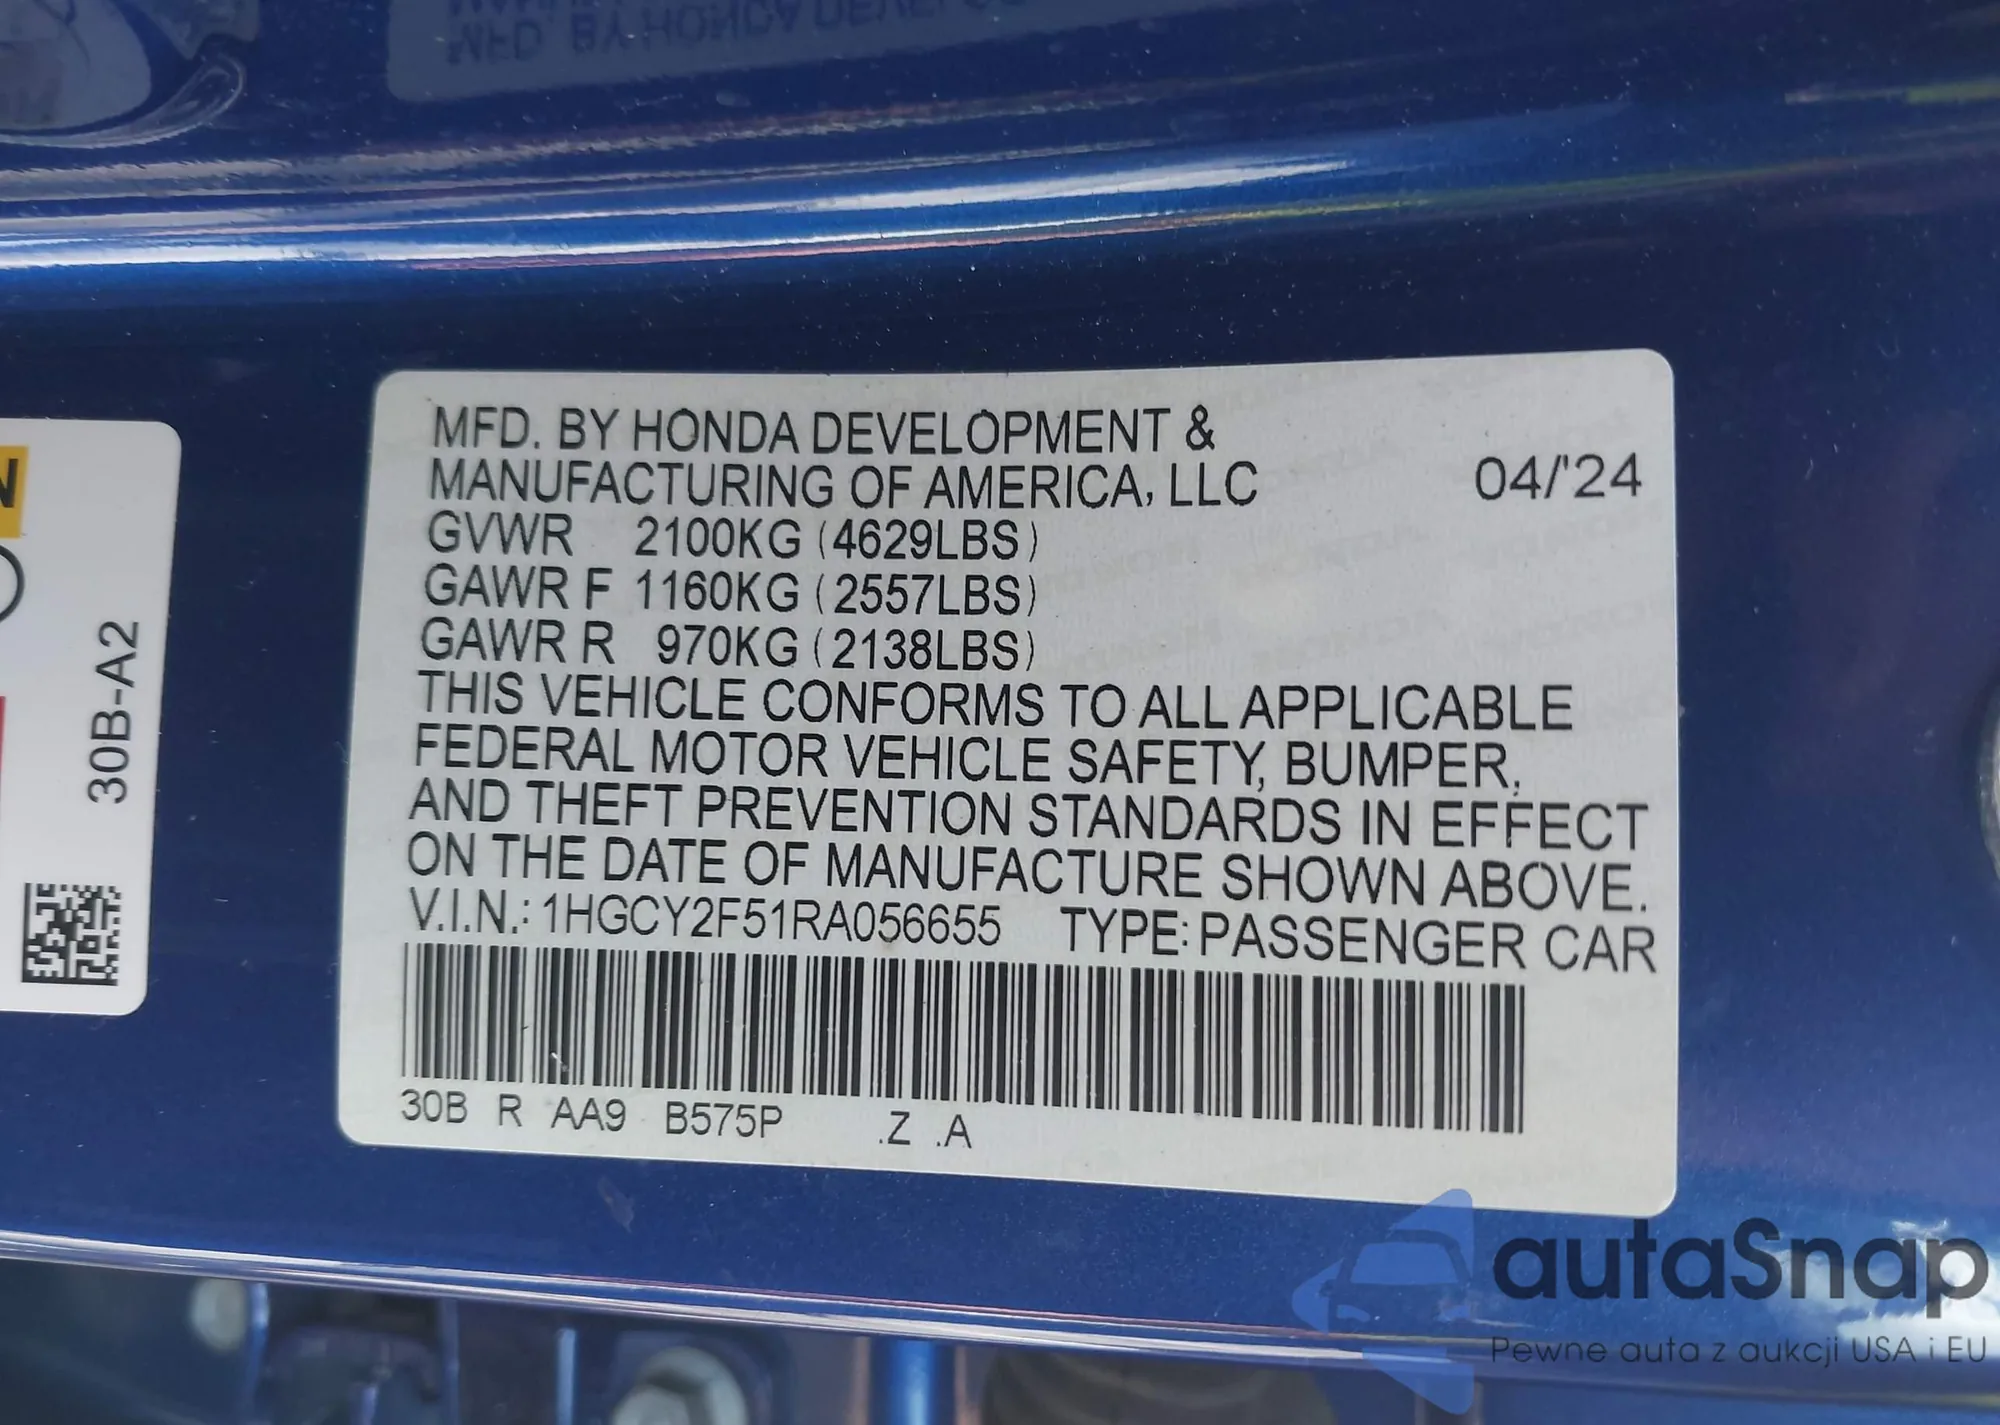 MFD. BY HONDA DEVELOPMENT &
MANUFACTURING OF AMERICA, LLC 04/'24
GVWR 2100KG (4629LBS)
GAWR F 1160KG (2557LBS)
GAWR R 970KG (2138LBS)
THIS VEHICLE CONFORMS TO ALL APPLICABLE
FEDERAL MOTOR VEHICLE SAFETY, BUMPER,
AND THEFT PREVENTION STANDARDS IN EFFECT
ON THE DATE OF MANUFACTURE SHOWN ABOVE.
V.I.N.: 1HGCY2F51RA056655 TYPE: PASSENGER CAR
30B R AA9 B575P .Z .A
30B-A2
autaSnap
Pewne auta z aukcji USA i EU